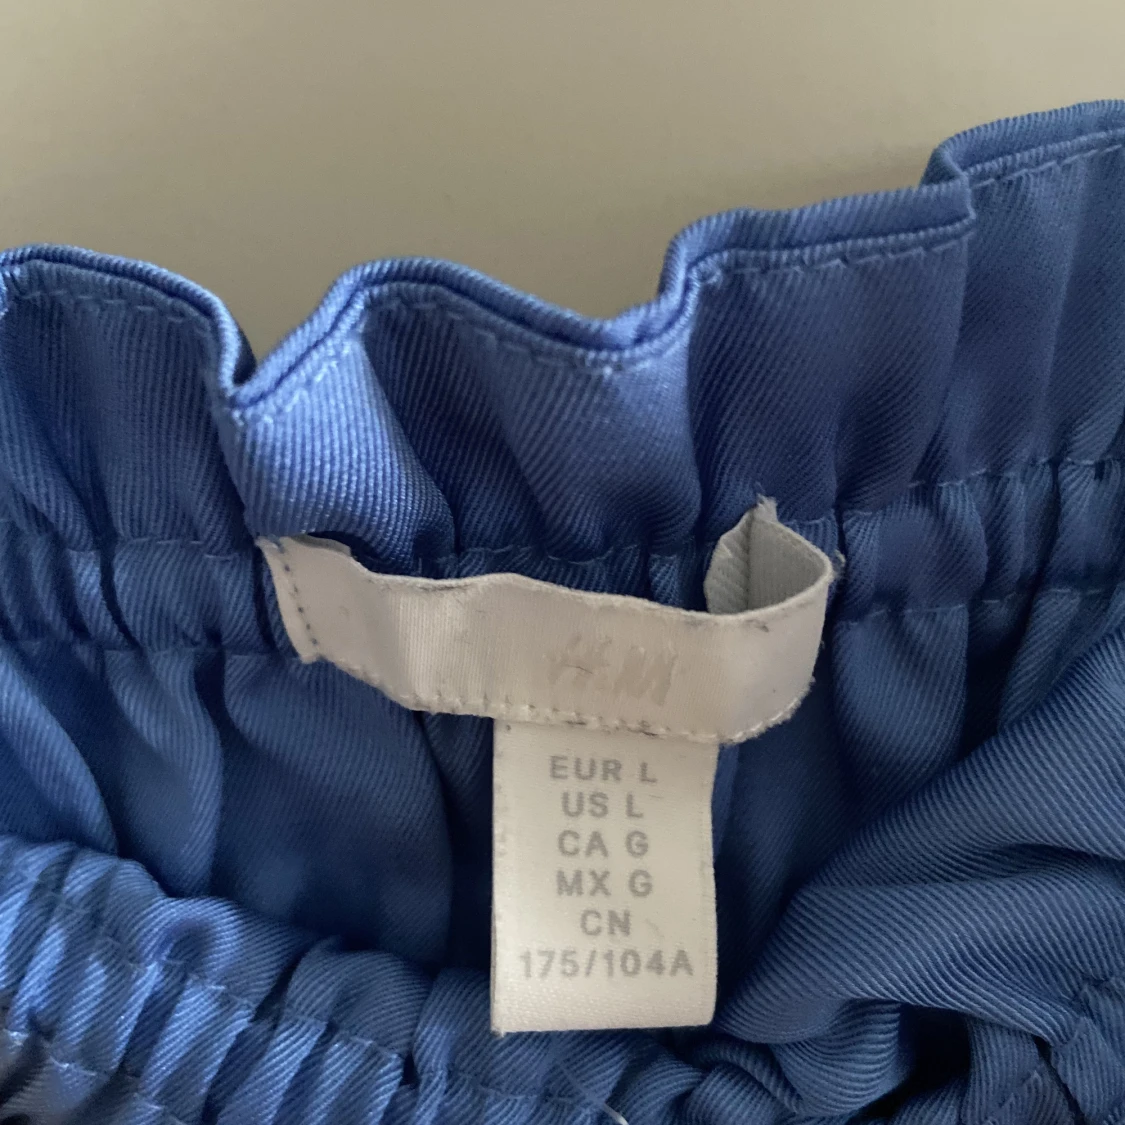 H&M
EUR L
US L
CA G
MX G
CN
175/104A